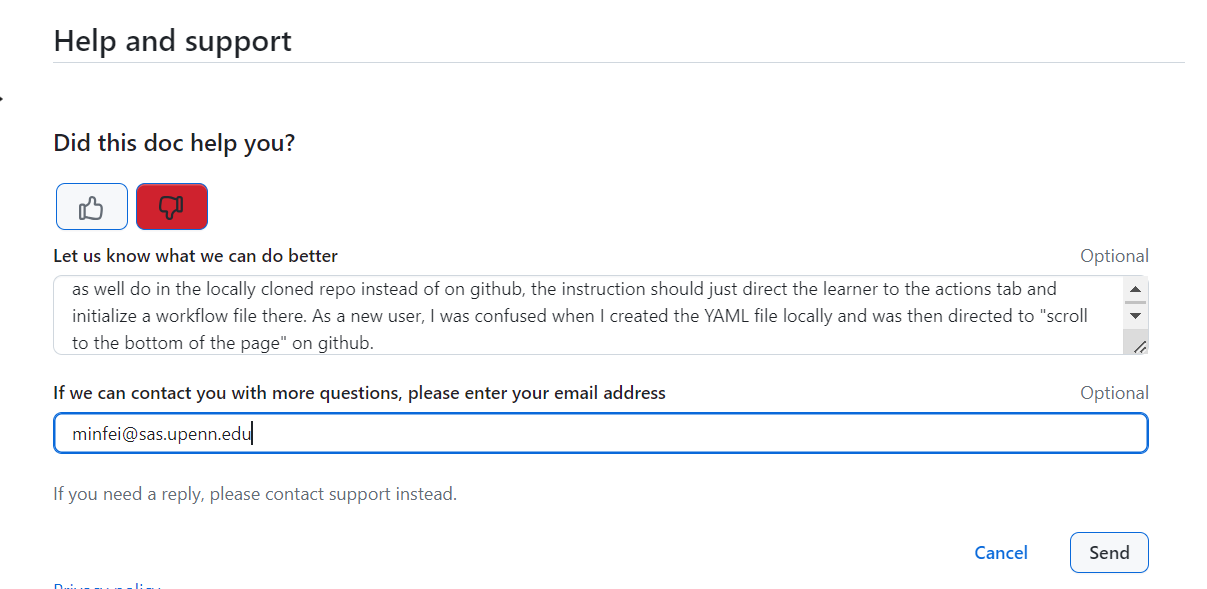 Help and support
Did this doc help you?
Let us know what we can do better
Optional
as well do in the locally cloned repo instead of on github, the instruction should just direct the learner to the actions tab and
initialize a workflow file there. As a new user, I was confused when I created the YAML file locally and was then directed to "scroll
to the bottom of the page" on github.
If we can contact you with more questions, please enter your email address
Optional
minfei@sas.upenn.edu
If you need a reply, please contact support instead.
Cancel
Send
Privacy policy